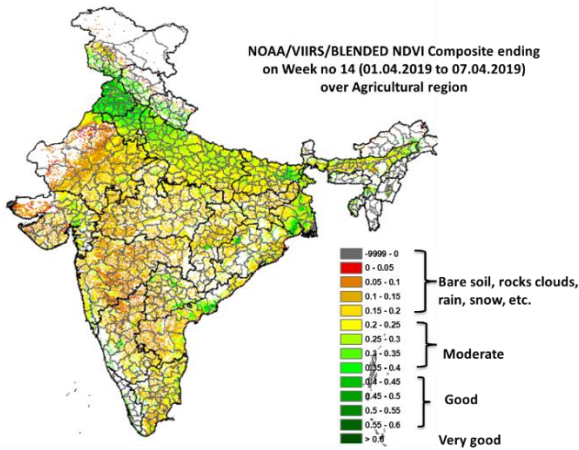 NOAA/VIIRS/BLENDED NDVI Composite ending
on Week no 14 (01.04.2019 to 07.04.2019)
over Agricultural region
-9999 - 0
0 - 0.05
0.05 - 0.1
0.1 - 0.15
0.15 - 0.2
0.2 - 0.25
0.25 - 0.3
0.3 - 0.35
0.35 - 0.4
0.4 - 0.45
0.45 - 0.5
0.5 - 0.55
0.55 - 0.6
> 0.6
Bare soil, rocks clouds,
rain, snow, etc.
Moderate
Good
Very good